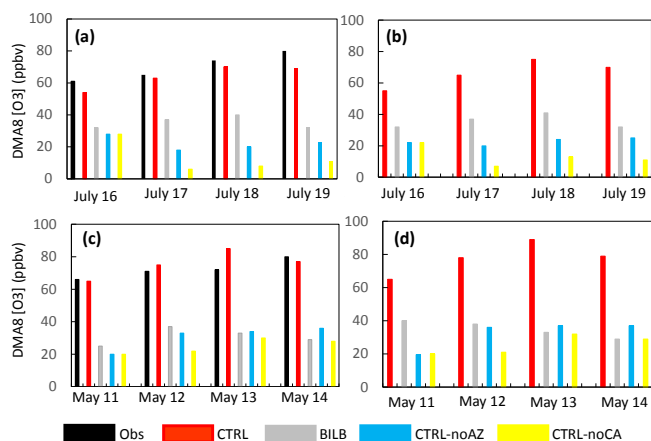 (a)
(b)
DMA8 [O3] (ppbv)
100
80
60
40
20
0
July 16 July 17 July 18 July 19
100
80
60
40
20
0
July 16 July 17 July 18 July 19
(c)
(d)
DMA8 [O3] (ppbv)
100
80
60
40
20
0
May 11 May 12 May 13 May 14
100
80
60
40
20
0
May 11 May 12 May 13 May 14
Obs CTRL BILB CTRL-noAZ CTRL-noCA